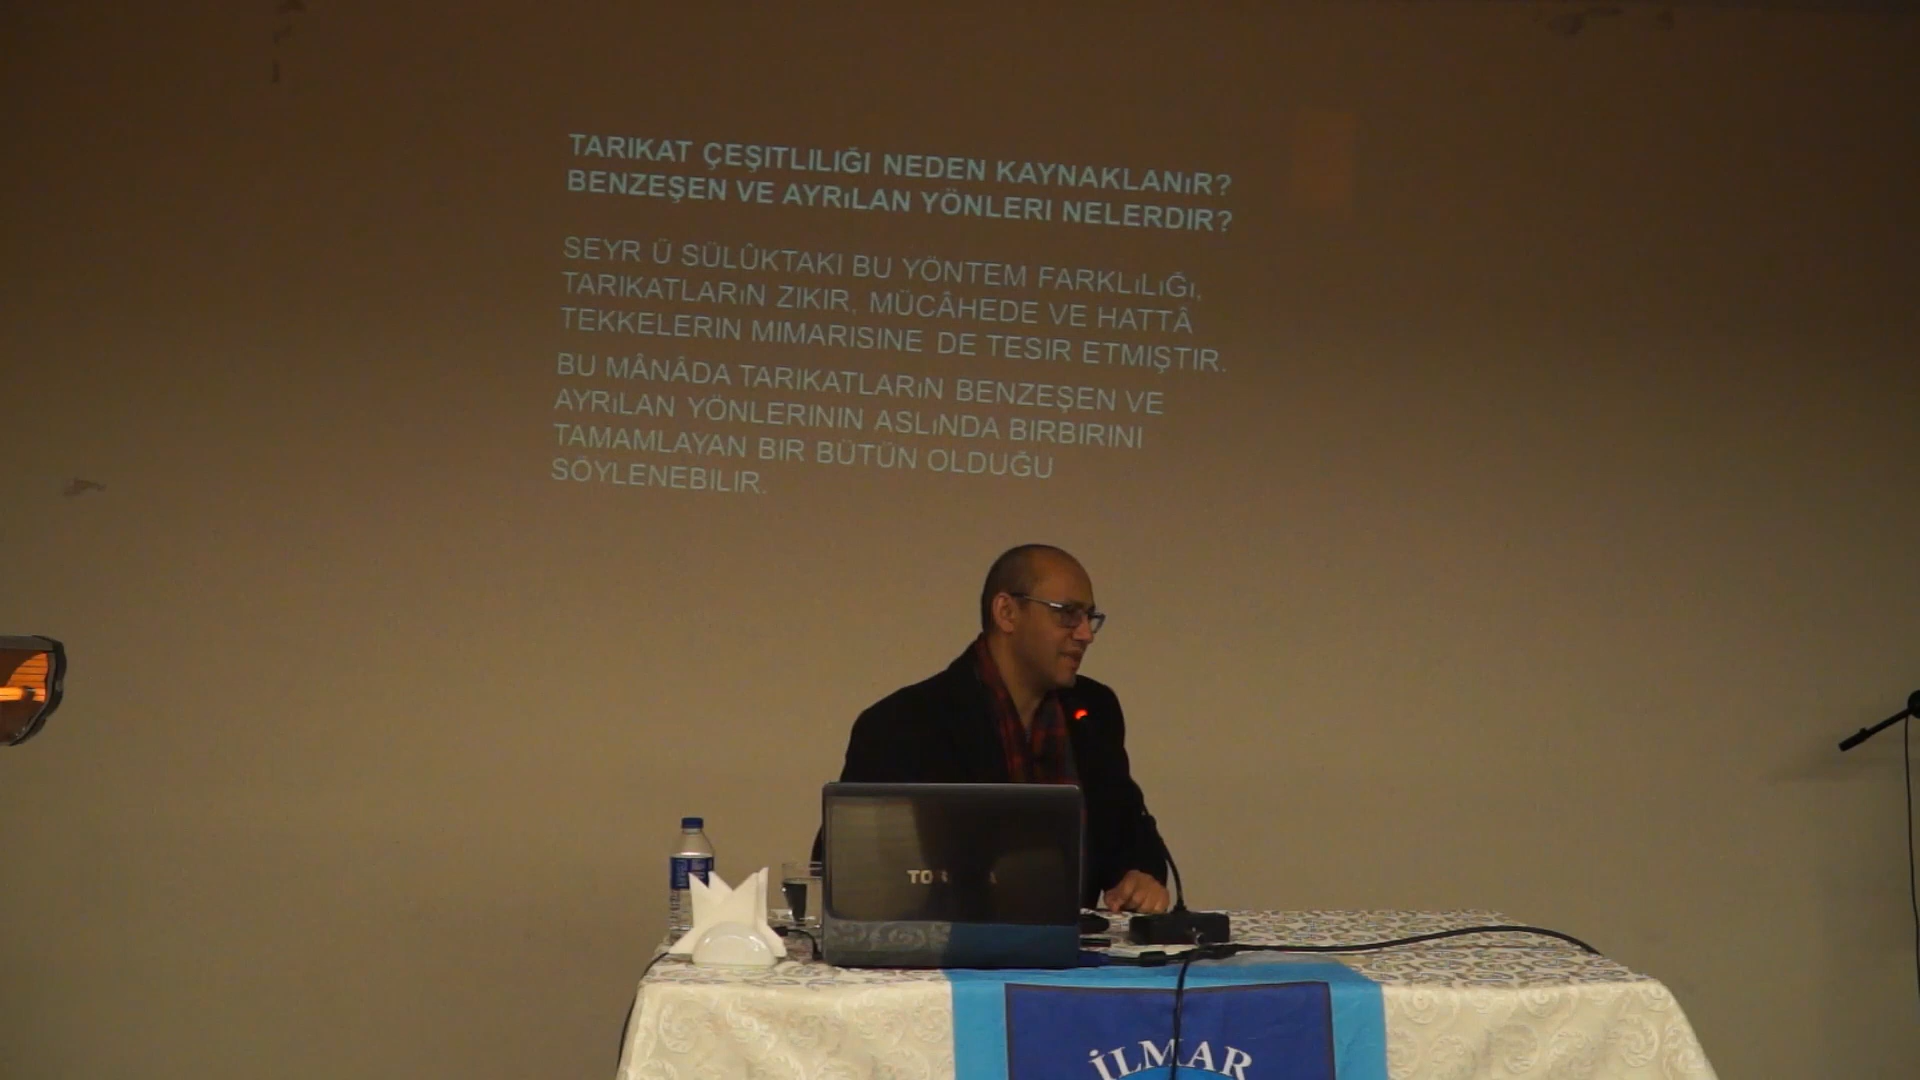 TARIKAT ÇEŞITLILIĞI NEDEN KAYNAKLANıR?
BENZEŞEN VE AYRıLAN YÖNLERI NELERDIR?
SEYR Ü SÜLÛKTAKI BU YÖNTEM FARKLıLıĞı,
TARIKATLARıN ZIKIR, MÜCÂHEDE VE HATTÂ
TEKKELERIN MIMARISINE DE TESIR ETMIŞTIR.
BU MÂNÂDA TARIKATLARıN BENZEŞEN VE
AYRıLAN YÖNLERININ ASLıNDA BIRBIRINI
TAMAMLAYAN BIR BÜTÜN OLDUĞU
SÖYLENEBILIR.
İLMAR